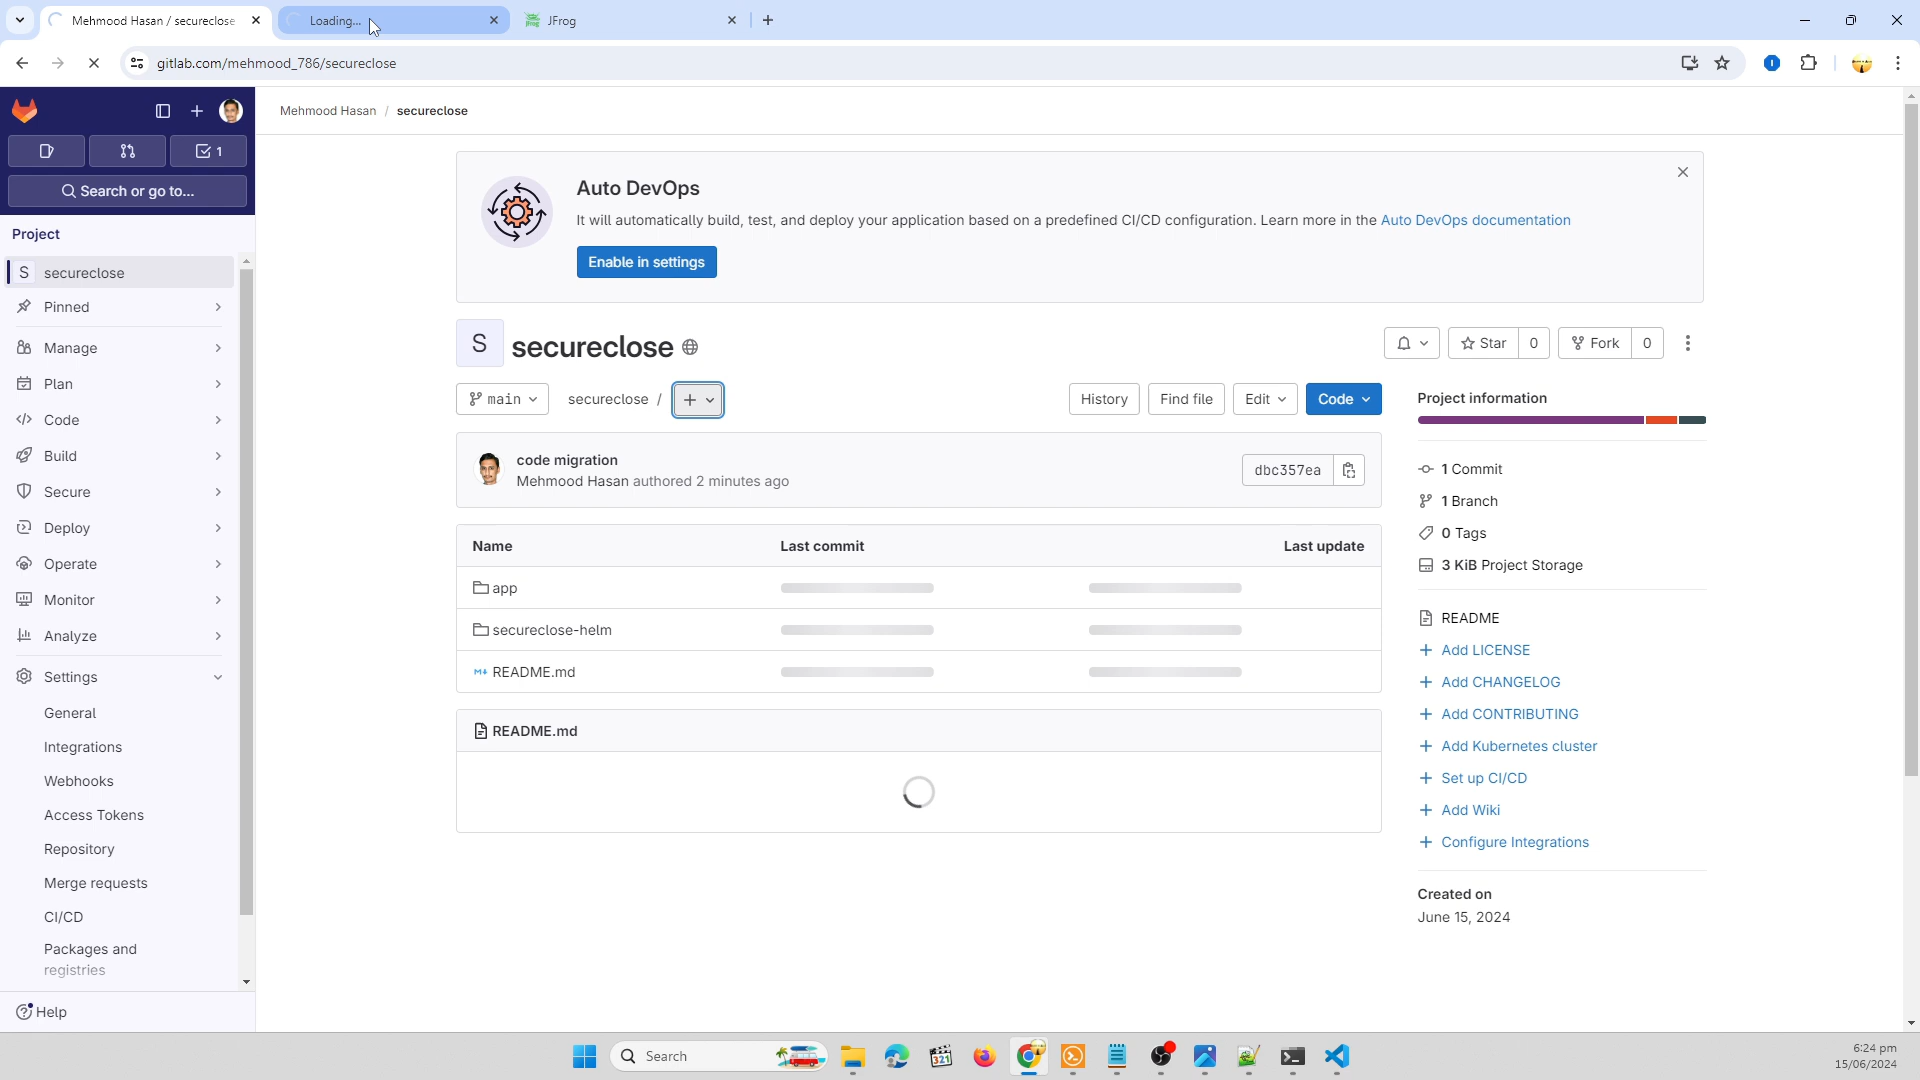 Mehmood Hasan / secureclose
Loading...
JFrog
gitlab.com/mehmood_786/secureclose
1
Search or go to...
Project
S secureclose
Pinned
Manage
Plan
Code
Build
Secure
Deploy
Operate
Monitor
Analyze
Settings
General
Integrations
Webhooks
Access Tokens
Repository
Merge requests
CI/CD
Packages and
registries
Help
Mehmood Hasan / secureclose
Auto DevOps
It will automatically build, test, and deploy your application based on a predefined CI/CD configuration. Learn more in the Auto DevOps documentation
Enable in settings
S secureclose
Star 0 Fork 0
main secureclose / + History Find file Edit Code
code migration
Mehmood Hasan authored 2 minutes ago
dbc357ea
Name Last commit Last update
app
secureclose-helm
README.md
README.md
Project information
1 Commit
1 Branch
0 Tags
3 KiB Project Storage
README
+ Add LICENSE
+ Add CHANGELOG
+ Add CONTRIBUTING
+ Add Kubernetes cluster
+ Set up CI/CD
+ Add Wiki
+ Configure Integrations
Created on
June 15, 2024
Search
321
6:24 pm
15/06/2024